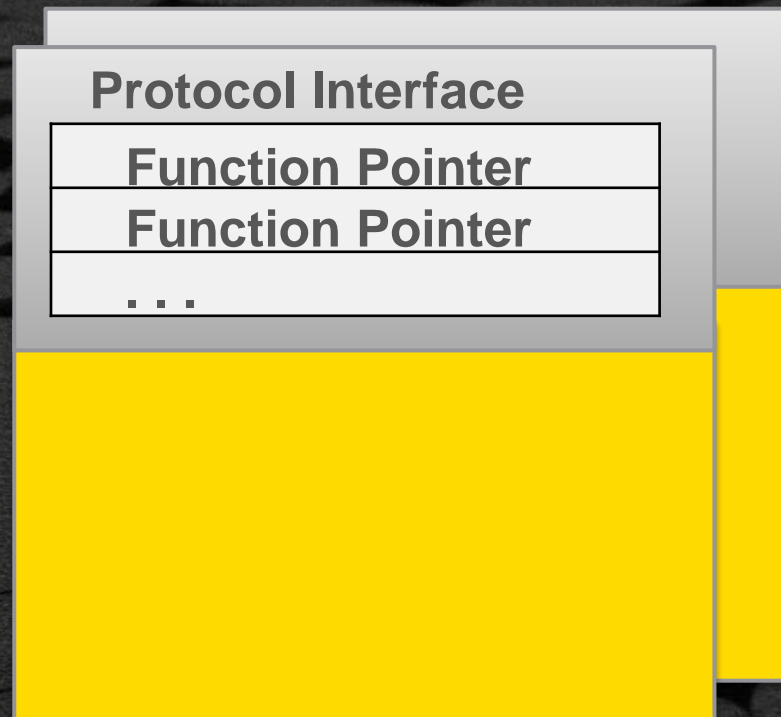 Protocol Interface
Function Pointer
Function Pointer
. . .